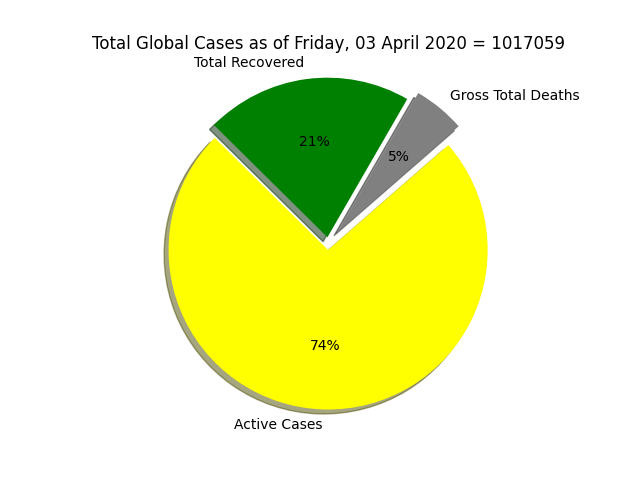 Total Global Cases as of Friday, 03 April 2020 = 1017059
Total Recovered
Gross Total Deaths
21%
5%
74%
Active Cases